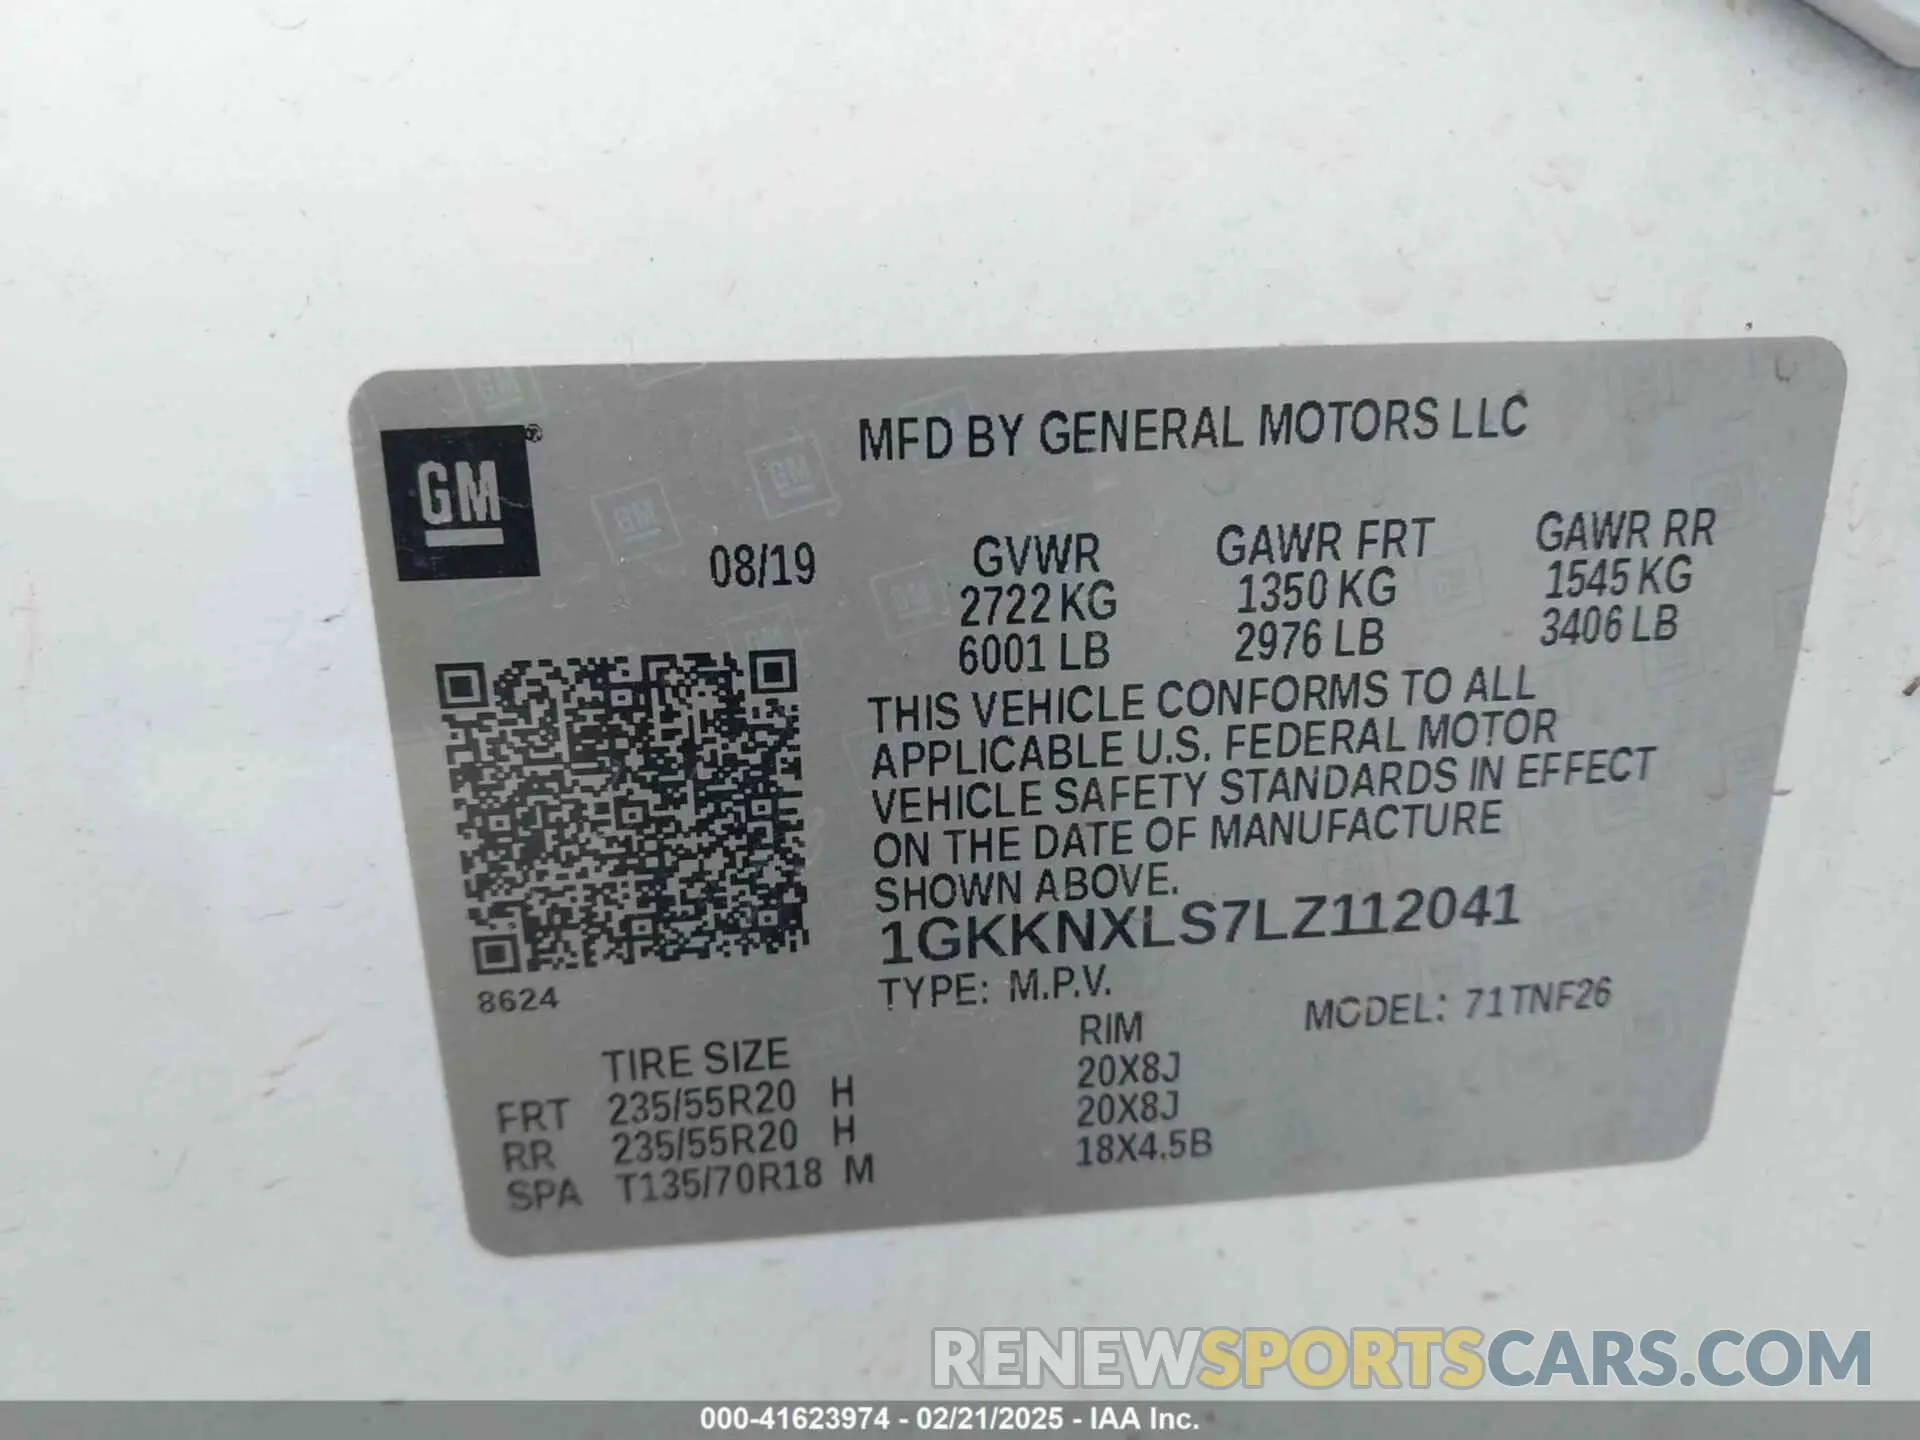 GM®
MFD BY GENERAL MOTORS LLC
08/19
GVWR
2722 KG
6001 LB
GAWR FRT
1350 KG
2976 LB
GAWR RR
1545 KG
3406 LB
THIS VEHICLE CONFORMS TO ALL
APPLICABLE U.S. FEDERAL MOTOR
VEHICLE SAFETY STANDARDS IN EFFECT
ON THE DATE OF MANUFACTURE
SHOWN ABOVE.
1GKKNXLS7LZ112041
8624
TYPE: M.P.V.
MODEL: 71TNF26
TIRE SIZE RIM
FRT 235/55R20 H 20X8J
RR 235/55R20 H 20X8J
SPA T135/70R18 M 18X4.5B
RENEWSPORTSCARS.COM
000-41623974 - 02/21/2025 - IAA Inc.